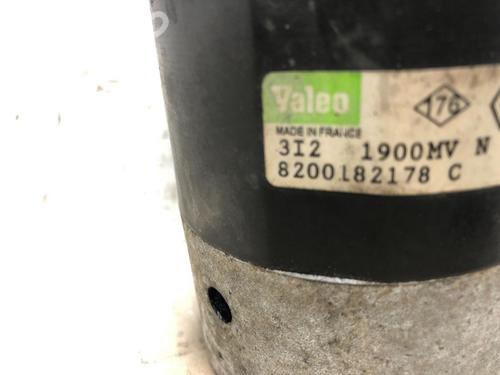 Valeo
176
MADE IN FRANCE
3I2 1900MV N
8200182178 C